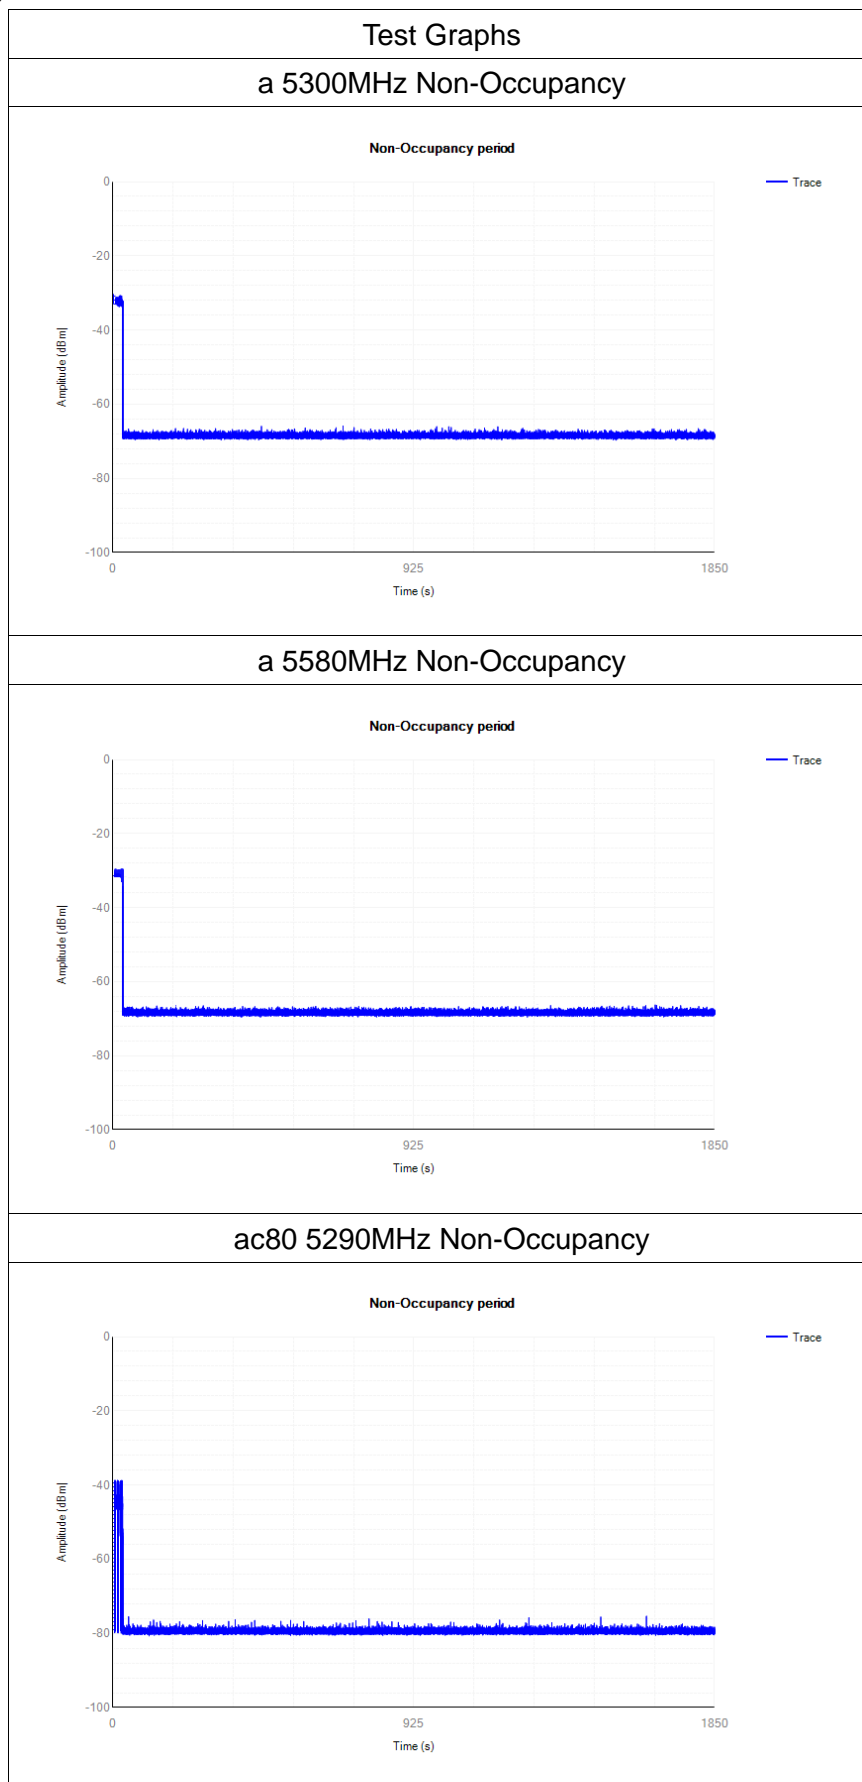 Test Graphs
a 5300MHz Non-Occupancy
Non-Occupancy period
Trace
0
-20
-40
-60
-80
-100
Amplitude (dBm)
0 925 1850
Time (s)
a 5580MHz Non-Occupancy
Non-Occupancy period
Trace
0
-20
-40
-60
-80
-100
Amplitude (dBm)
0 925 1850
Time (s)
ac80 5290MHz Non-Occupancy
Non-Occupancy period
Trace
0
-20
-40
-60
-80
-100
Amplitude (dBm)
0 925 1850
Time (s)